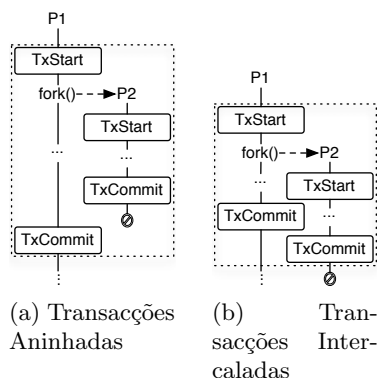 P1
TxStart
fork() P2
TxStart
...
...
TxCommit
TxCommit
...
(a) Transacções
Aninhadas
P1
TxStart
fork() P2
... TxStart
TxCommit ...
TxCommit
...
(b) Tran-
sacções Inter-
caladas